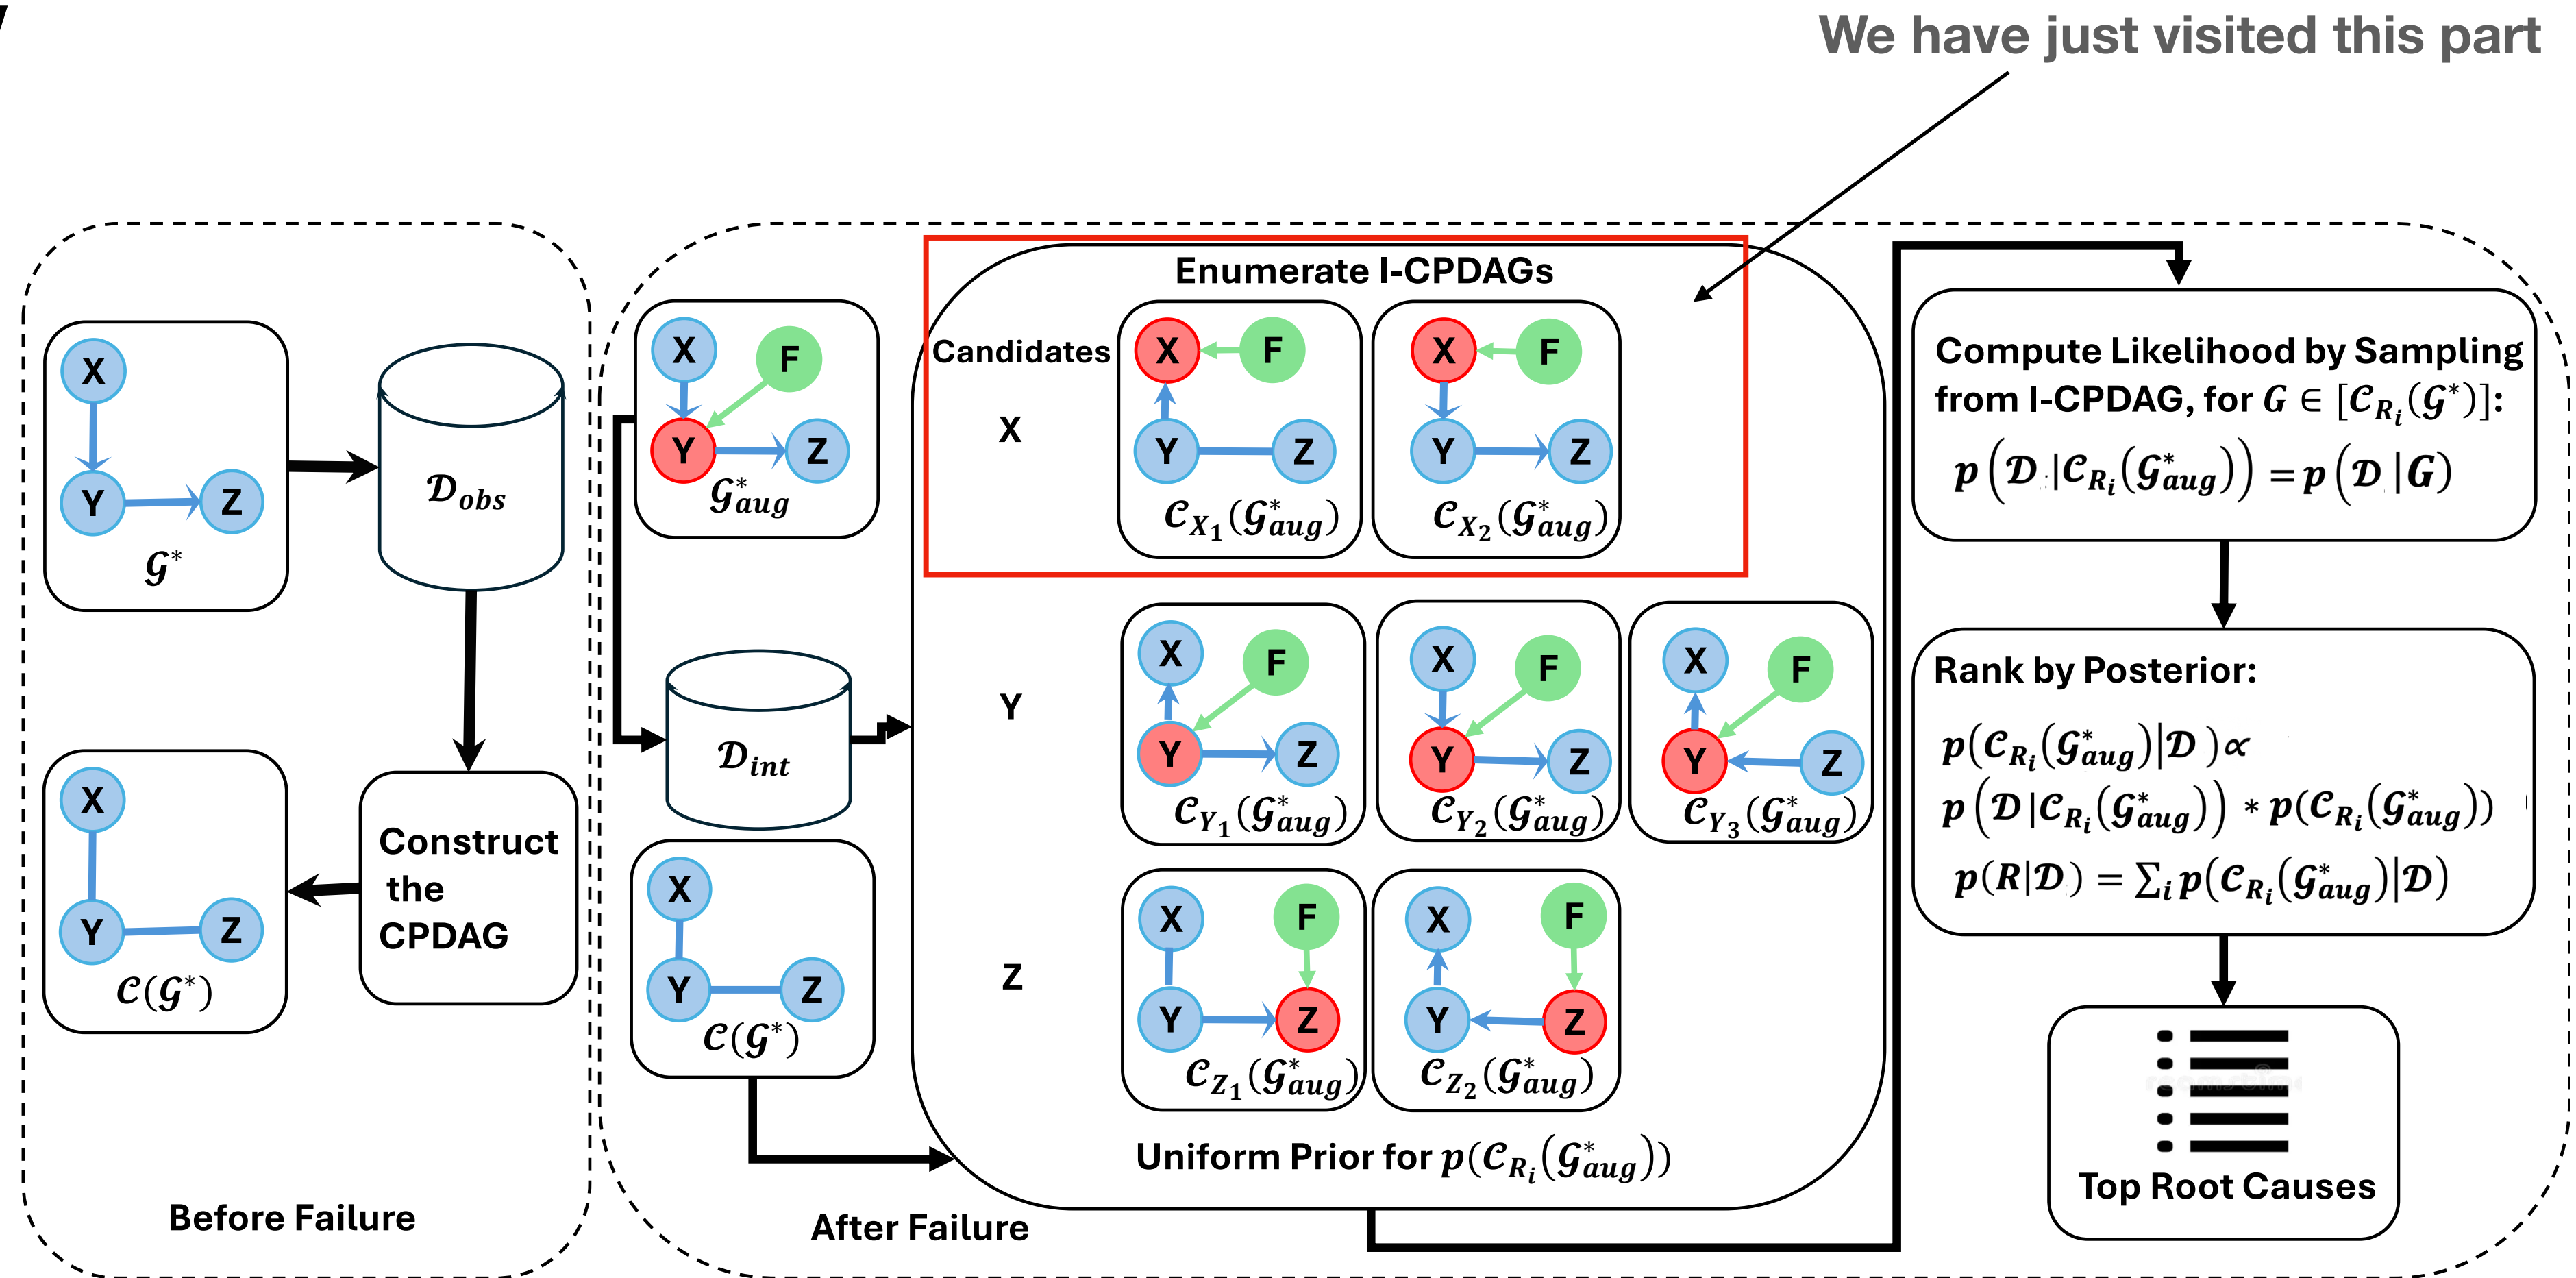 We have just visited this part
X
Y
Z
𝓖*
𝓓obs
Construct
the
CPDAG
X
Y
Z
𝓒(𝓖*)
Before Failure
X
F
Y
Z
𝓖*aug
𝓓int
X
Y
Z
𝓒(𝓖*)
After Failure
Enumerate I-CPDAGs
Candidates
X
X
F
Y
Z
𝓒X₁(𝓖*aug)
X
F
Y
Z
𝓒X₂(𝓖*aug)
Y
X
F
Y
Z
𝓒Y₁(𝓖*aug)
X
F
Y
Z
𝓒Y₂(𝓖*aug)
X
F
Y
Z
𝓒Y₃(𝓖*aug)
Z
X
F
Y
Z
𝓒Z₁(𝓖*aug)
X
F
Y
Z
𝓒Z₂(𝓖*aug)
Uniform Prior for p(𝓒Rᵢ(𝓖*aug))
Compute Likelihood by Sampling
from I-CPDAG, for G ∈ [𝓒Rᵢ(𝓖*)]:
p(𝓓|𝓒Rᵢ(𝓖*aug)) = p(𝓓|G)
Rank by Posterior:
p(𝓒Rᵢ(𝓖*aug)|𝓓)∝
p(𝓓|𝓒Rᵢ(𝓖*aug)) * p(𝓒Rᵢ(𝓖*aug))
p(R|𝓓) = ∑ᵢ p(𝓒Rᵢ(𝓖*aug)|𝓓)
Top Root Causes